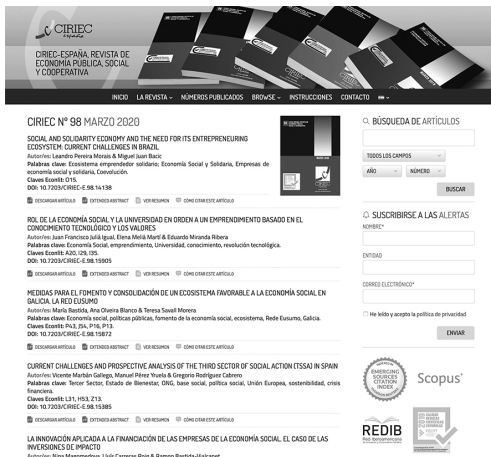 CIRIEC
españa
CIRIEC-ESPAÑA, REVISTA DE
ECONOMÍA PÚBLICA, SOCIAL
Y COOPERATIVA
INICIO LA REVISTA NÚMEROS PUBLICADOS BROWSE INSTRUCCIONES CONTACTO
CIRIEC Nº 98 MARZO 2020
SOCIAL AND SOLIDARITY ECONOMY AND THE NEED FOR ITS ENTREPRENEURING
ECOSYSTEM: CURRENT CHALLENGES IN BRAZIL
Autor/es: Leandro Pereira Morais & Miguel Juan Bacic
Palabras clave: Ecosistema emprendedor solidario; Economía Social y Solidaria, Empresas de
economía social y solidaria, Coevolución.
Claves Econlit: O15.
DOI: 10.7203/CIRIEC-E.98.14138
DESCARGAR ARTÍCULO EXTENDED ABSTRACT VER RESUMEN CÓMO CITAR ESTE ARTÍCULO
ROL DE LA ECONOMÍA SOCIAL Y LA UNIVERSIDAD EN ORDEN A UN EMPRENDIMIENTO BASADO EN EL
CONOCIMIENTO TECNOLÓGICO Y LOS VALORES
Autor/es: Juan Francisco Juliá Igual, Elena Meliá Martí & Eduardo Miranda Ribera
Palabras clave: Economía Social, emprendimiento, Universidad, conocimiento, revolución tecnológica.
Claves Econlit: A20, I29, I35.
DOI: 10.7203/CIRIEC-E.98.15905
DESCARGAR ARTÍCULO EXTENDED ABSTRACT VER RESUMEN CÓMO CITAR ESTE ARTÍCULO
MEDIDAS PARA EL FOMENTO Y CONSOLIDACIÓN DE UN ECOSISTEMA FAVORABLE A LA ECONOMÍA SOCIAL EN
GALICIA. LA RED EUSUMO
Autor/es: María Bastida, Ana Olveira Blanco & Teresa Savall Morera
Palabras clave: Economía social, políticas públicas, fomento de la economía social, ecosistema, Rede Eusumo, Galicia.
Claves Econlit: P43, J54, P16, P13.
DOI: 10.7203/CIRIEC-E.98.15872
DESCARGAR ARTÍCULO EXTENDED ABSTRACT VER RESUMEN CÓMO CITAR ESTE ARTÍCULO
CURRENT CHALLENGES AND PROSPECTIVE ANALYSIS OF THE THIRD SECTOR OF SOCIAL ACTION (TSSA) IN SPAIN
Autor/es: Vicente Marbán Gallego, Manuel Pérez Yruela & Gregorio Rodríguez Cabrero
Palabras clave: Tercer Sector, Estado de Bienestar, ONG, base social, política social, Unión Europea, sostenibilidad, crisis
financiera.
Claves Econlit: L31, H53, Z13.
DOI: 10.7203/CIRIEC-E.98.15385
DESCARGAR ARTÍCULO EXTENDED ABSTRACT VER RESUMEN CÓMO CITAR ESTE ARTÍCULO
LA INNOVACIÓN APLICADA A LA FINANCIACIÓN DE LAS EMPRESAS DE LA ECONOMÍA SOCIAL. EL CASO DE LAS
INVERSIONES DE IMPACTO
Autor/es: Nino Magomedova, Lluís Carreras Roig & Ramon Bastida-Vialcanet
BÚSQUEDA DE ARTÍCULOS
TODOS LOS CAMPOS
AÑO NÚMERO
BUSCAR
SUSCRIBIRSE A LAS ALERTAS
NOMBRE*
ENTIDAD
CORREO ELECTRÓNICO*
He leído y acepto la política de privacidad
ENVIAR
EMERGING
SOURCES
CITATION
INDEX
Scopus
REDIB
Red Iberoamericana